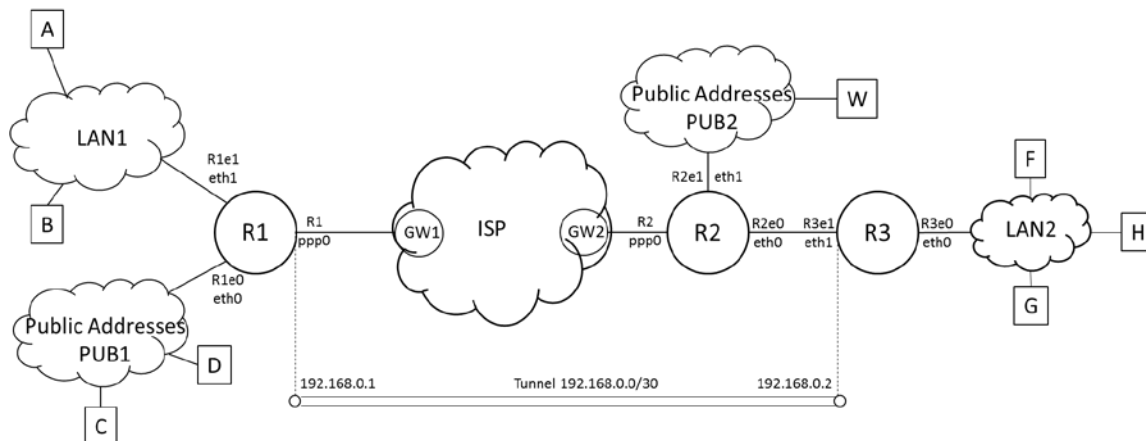 A
LAN1
B
R1e1
eth1
R1
R1
ppp0
R1e0
eth0
Public Addresses
PUB1
D
C
GW1
ISP
GW2
R2
ppp0
Public Addresses
PUB2
W
R2e1
eth1
R2
R2e0
eth0
R3e1
eth1
R3
R3e0
eth0
F
LAN2
H
G
192.168.0.1
Tunnel 192.168.0.0/30
192.168.0.2